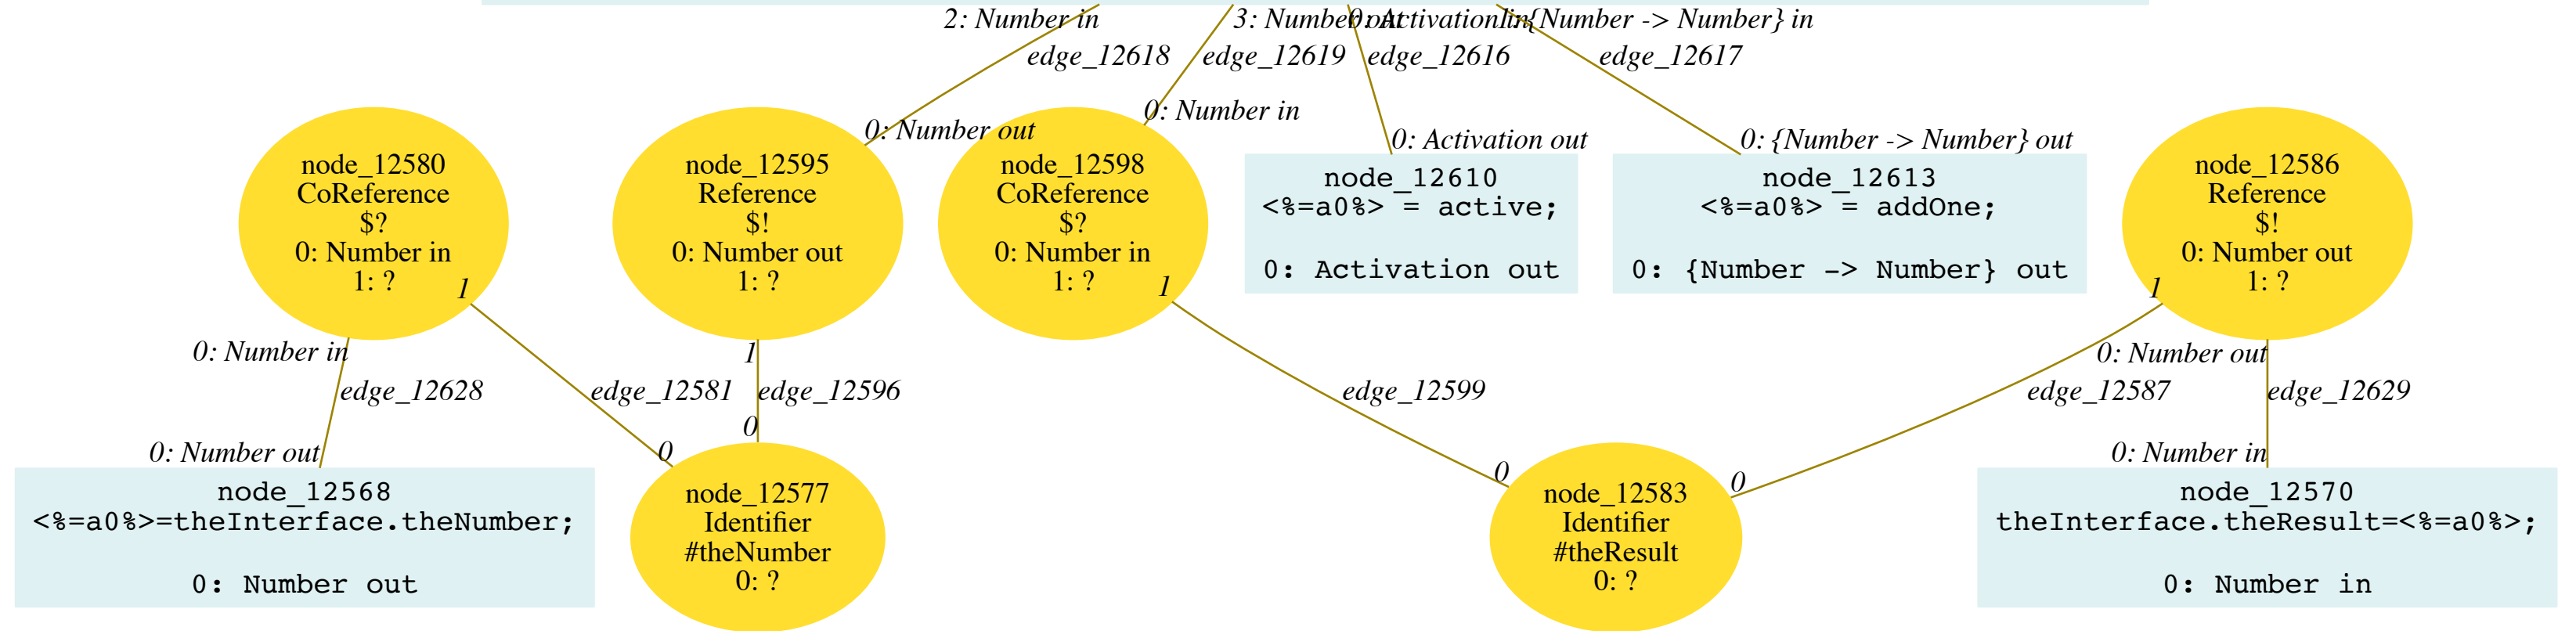 2: Number in
3: Number out
0: Activation in
1: {Number -> Number} in
edge_12618
edge_12619
edge_12616
edge_12617
0: Number out
0: Number in
0: Activation out
0: {Number -> Number} out
node_12580
CoReference
$?
0: Number in
1: ?
1
node_12595
Reference
$!
0: Number out
1: ?
node_12598
CoReference
$?
0: Number in
1: ?
1
node_12610
<%=a0%> = active;
0: Activation out
node_12613
<%=a0%> = addOne;
0: {Number -> Number} out
node_12586
Reference
$!
0: Number out
1: ?
1
0: Number in
1
0: Number out
edge_12628
edge_12581
edge_12596
edge_12599
edge_12587
edge_12629
0: Number out
0
0
0
0
0: Number in
node_12568
<%=a0%>=theInterface.theNumber;
0: Number out
node_12577
Identifier
#theNumber
0: ?
node_12583
Identifier
#theResult
0: ?
node_12570
theInterface.theResult=<%=a0%>;
0: Number in